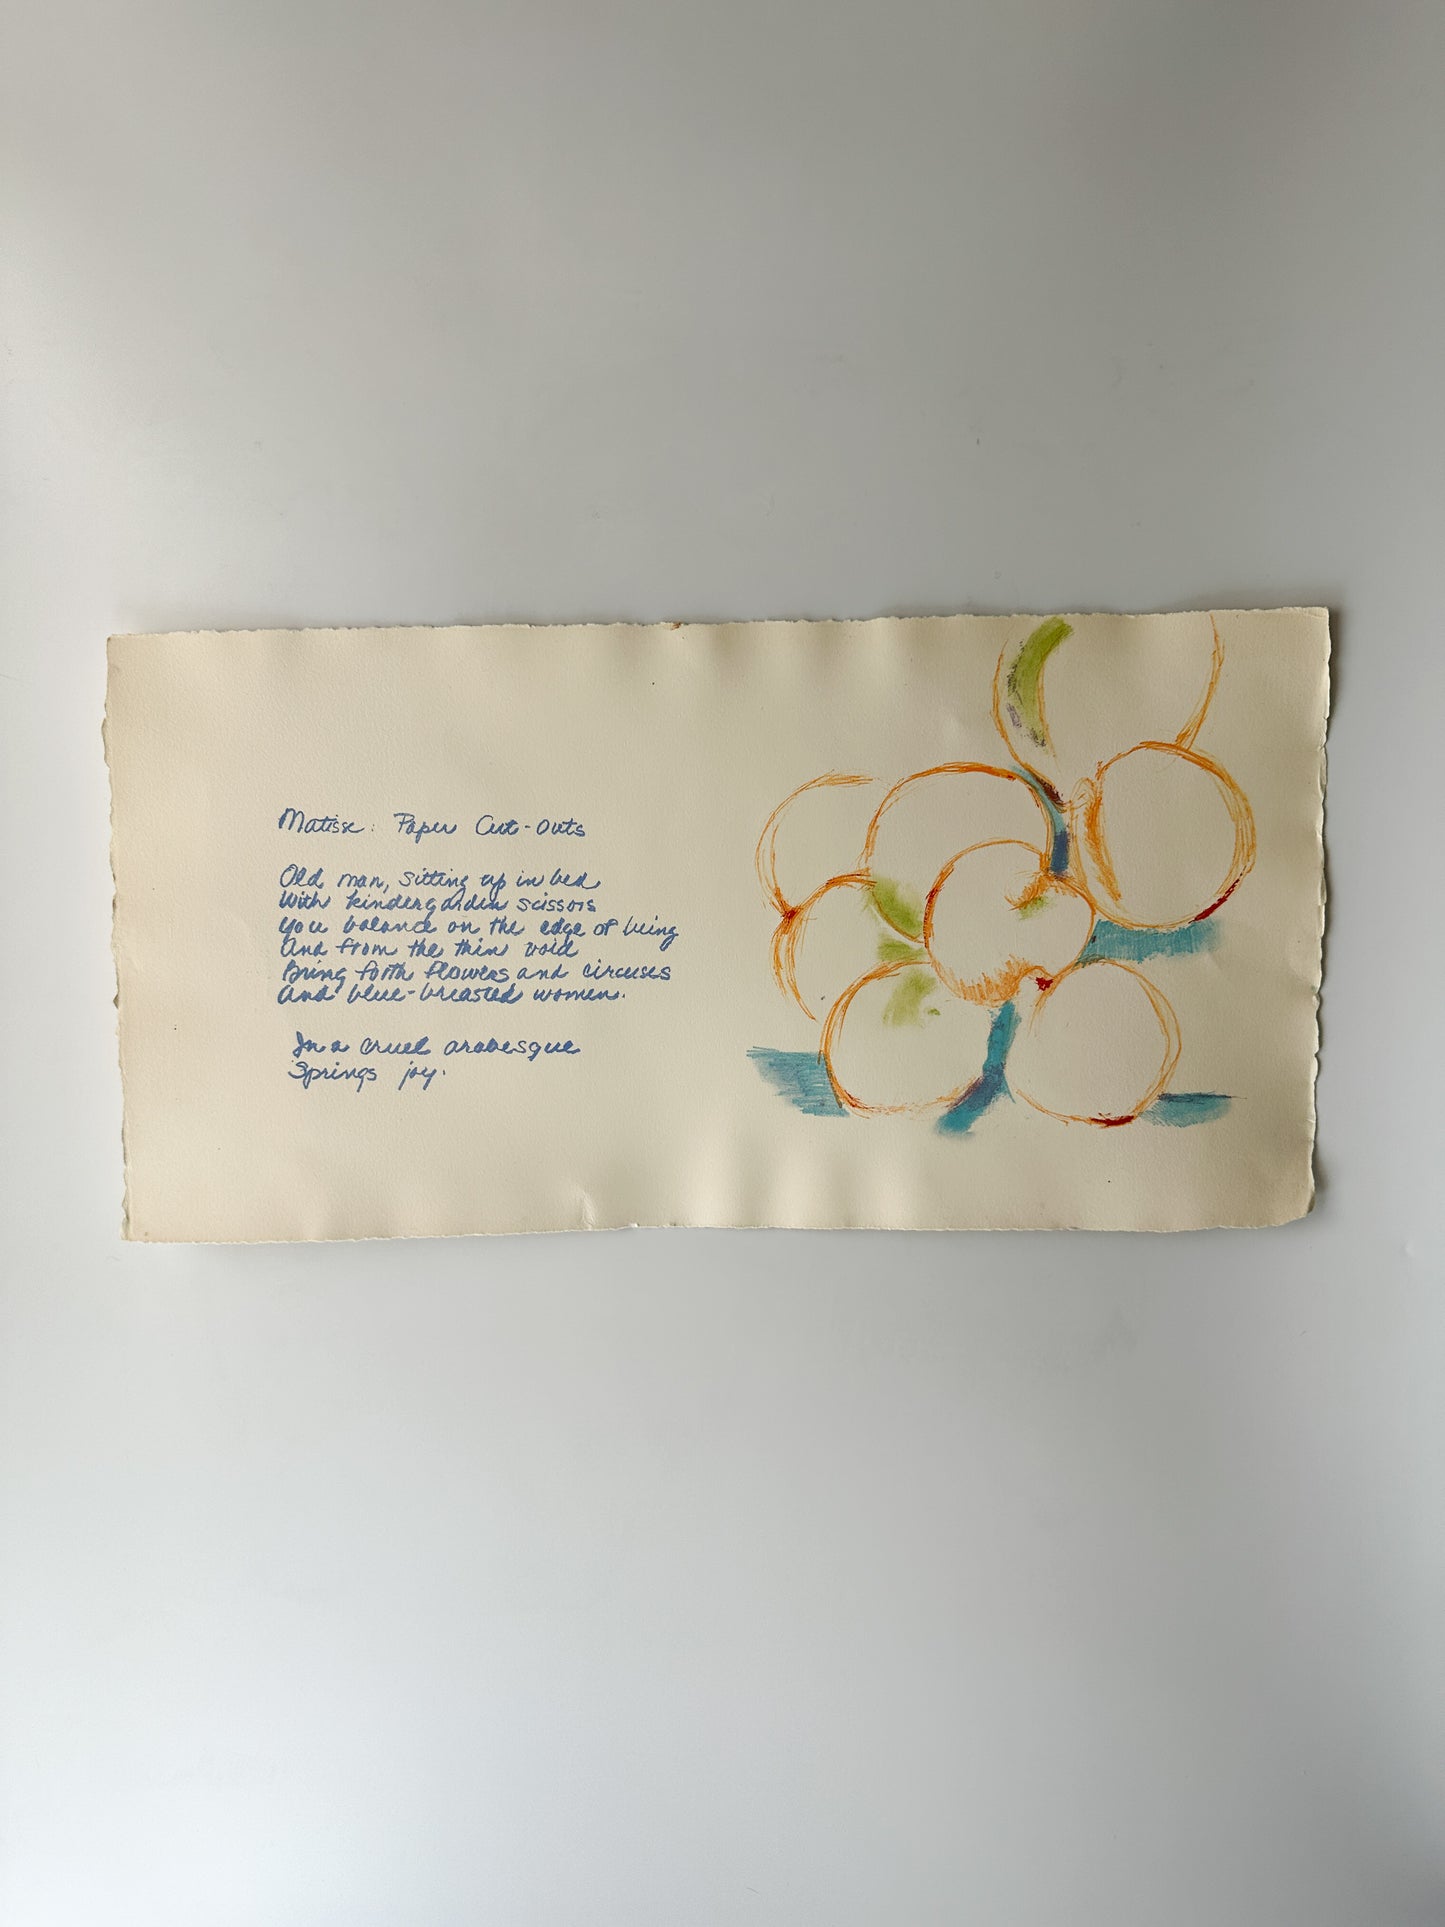 Matisse: Paper Cut-Outs
Old man, sitting up in bed
With kindergarden scissors
You balance on the edge of being
And from the thin void
Bring forth flowers and circuses
And blue-breasted women.
In a cruel arabesque
Springs joy.